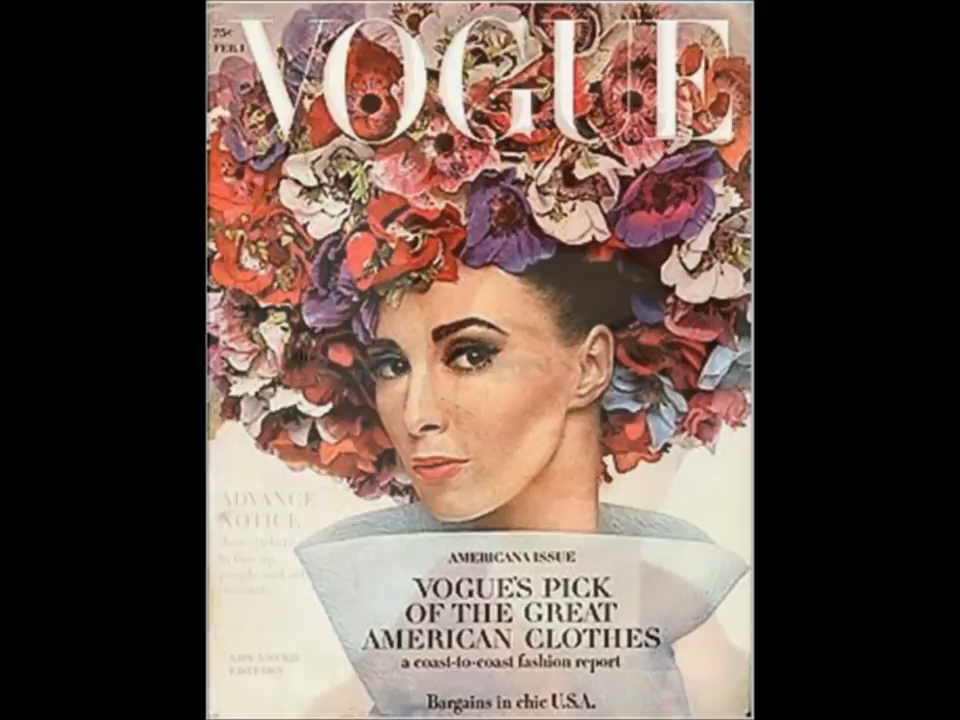 VOGUE
75¢
FEB. 1
ADVANCE
NOTICE
AMERICANA ISSUE
VOGUE'S PICK
OF THE GREAT
AMERICAN CLOTHES
a coast-to-coast fashion report
Bargains in chic U.S.A.